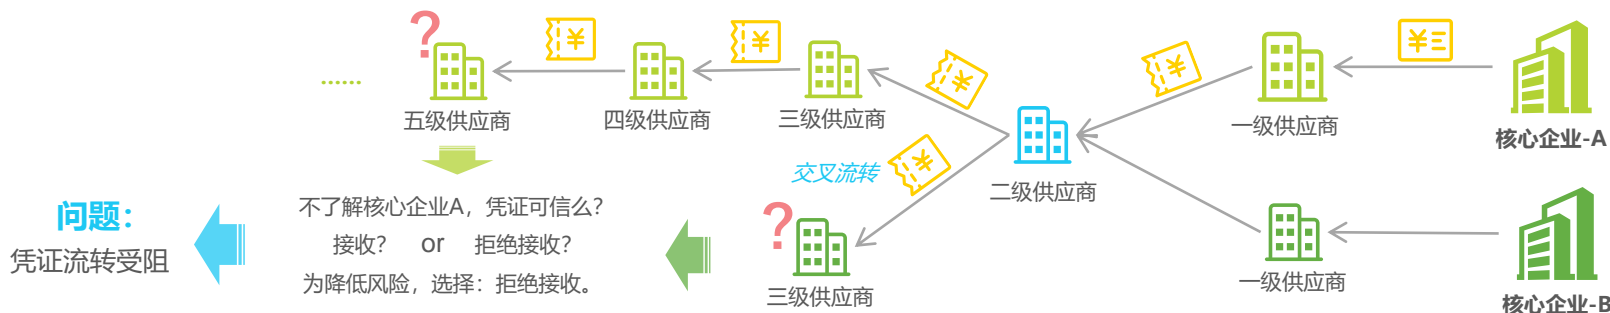 ?
¥
¥
¥
¥
¥
……
五级供应商
四级供应商
三级供应商
一级供应商
核心企业-A
交叉流转
¥
二级供应商
问题：
凭证流转受阻
不了解核心企业A，凭证可信么？
接收？ or 拒绝接收？
为降低风险，选择：拒绝接收。
?
三级供应商
一级供应商
核心企业-B